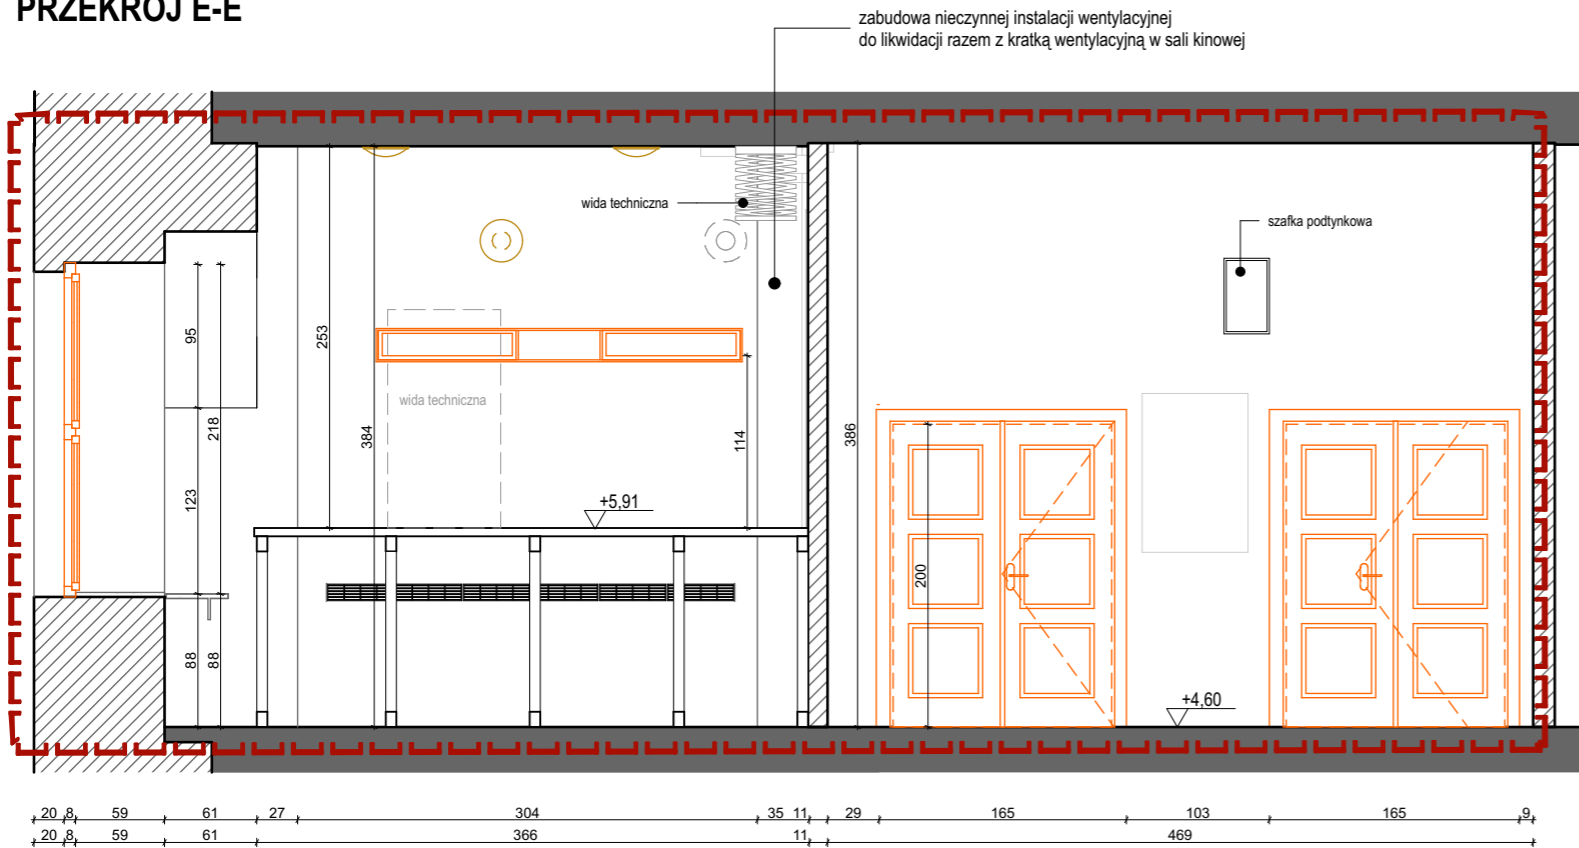 PRZEKRÓJ E-E
zabudowa nieczynnej instalacji wentylacyjnej
do likwidacji razem z kratką wentylacyjną w sali kinowej
wida techniczna
szafka podtynkowa
95
253
wida techniczna
218
384
114
386
123
+5,91
200
88
88
+4,60
20 8 59 61 27 304 35 11 29 165 103 165 9
20 8 59 61 366 11 469